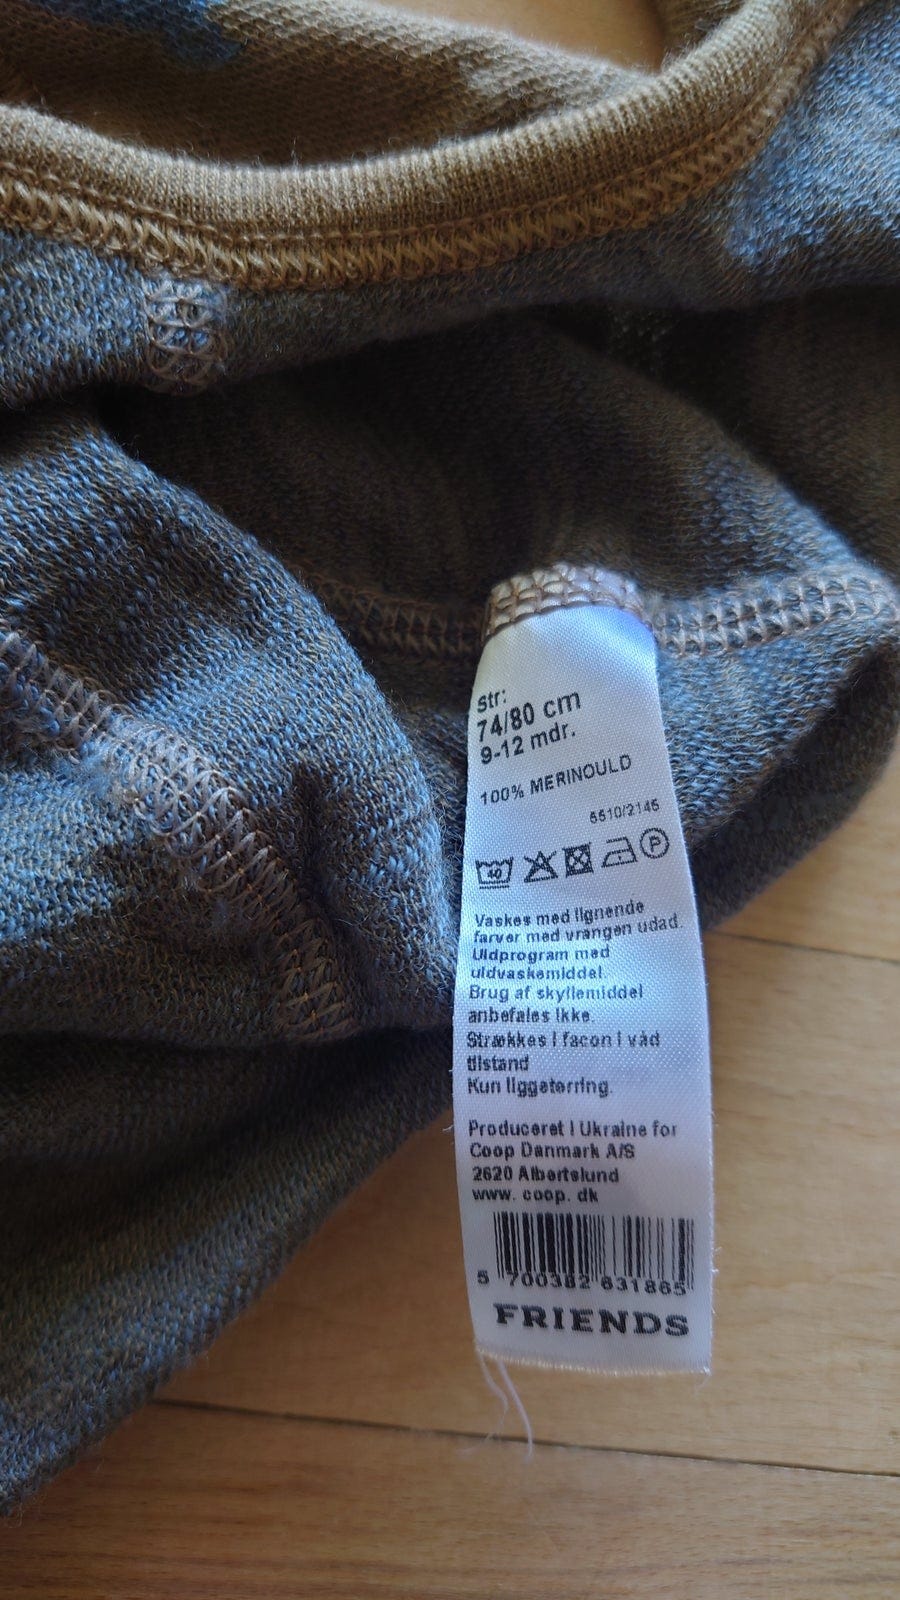 Str:
74/80 cm
9-12 mdr.
100% MERINOULD
5510/2145
40
P
Vaskes med lignende
farver med vrangen udad.
Uldprogram med
uldvaskemiddel.
Brug af skyllemiddel
anbefales ikke.
Strækkes i facon i våd
tilstand
Kun liggetørring.
Produceret i Ukraine for
Coop Danmark A/S
2620 Albertslund
www. coop. dk
5 700382 631865
FRIENDS